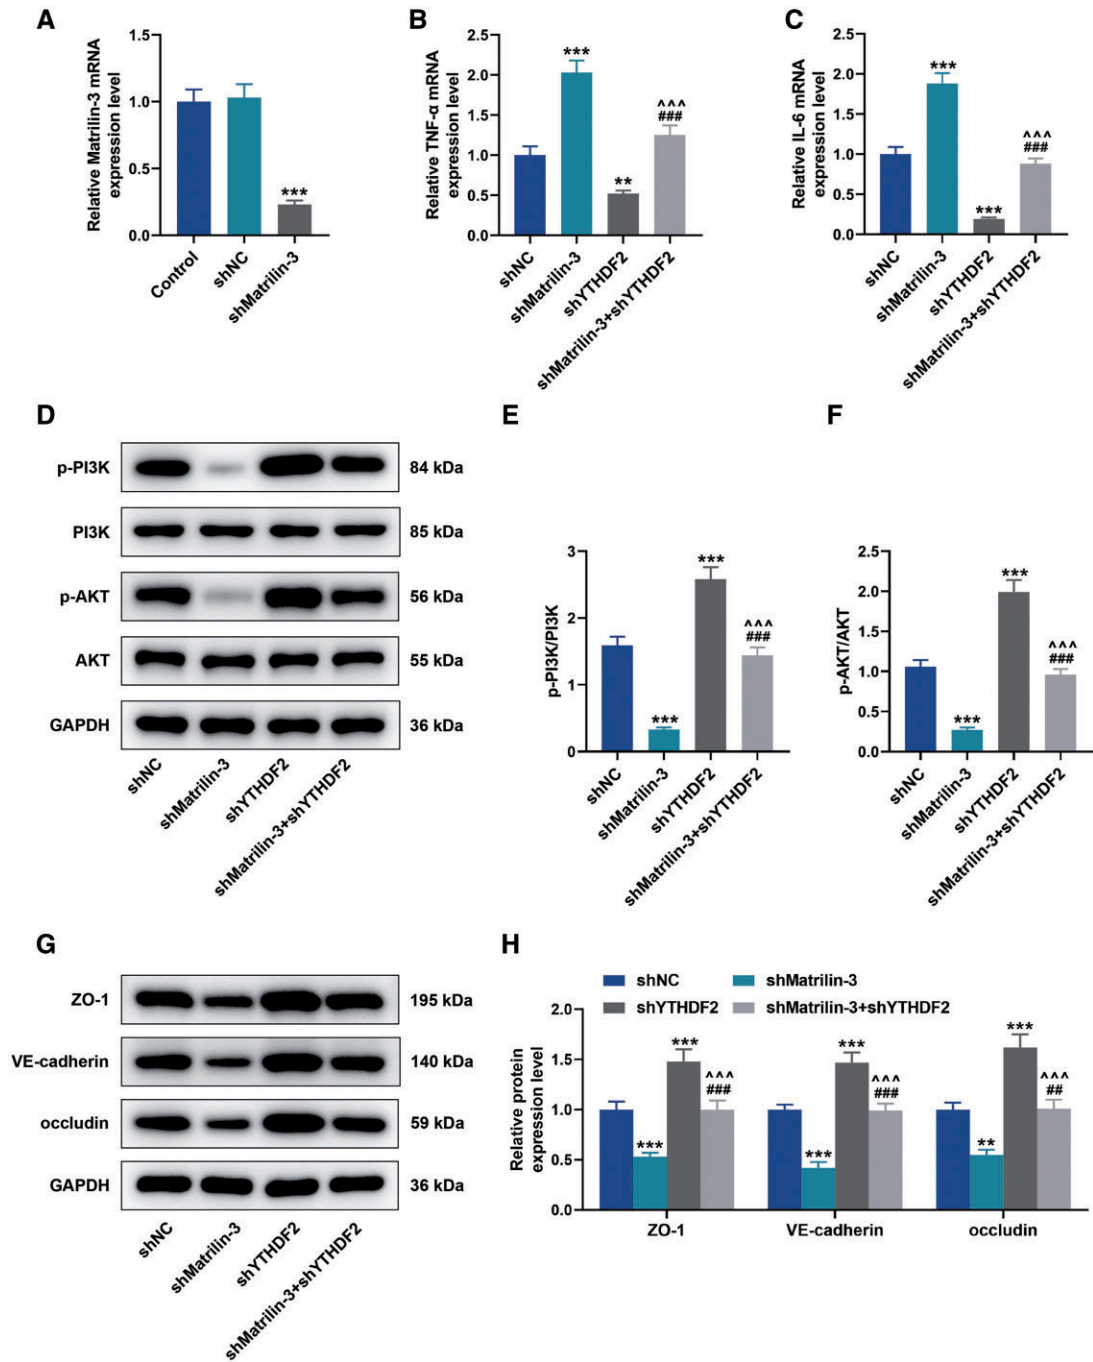 A
Relative Matrilin-3 mRNA
expression level
1.5
1.0
0.5
0.0
***
Control
shNC
shMatrilin-3
B
Relative TNF-α mRNA
expression level
2.5
2.0
1.5
1.0
0.5
0.0
***
**
^^^
###
shNC
shMatrilin-3
shYTHDF2
shMatrilin-3+shYTHDF2
C
Relative IL-6 mRNA
expression level
2.5
2.0
1.5
1.0
0.5
0.0
***
***
^^^
###
shNC
shMatrilin-3
shYTHDF2
shMatrilin-3+shYTHDF2
D
p-PI3K 84 kDa
PI3K 85 kDa
p-AKT 56 kDa
AKT 55 kDa
GAPDH 36 kDa
shNC
shMatrilin-3
shYTHDF2
shMatrilin-3+shYTHDF2
E
p-PI3K/PI3K
3
2
1
0
***
***
^^^
###
shNC
shMatrilin-3
shYTHDF2
shMatrilin-3+shYTHDF2
F
p-AKT/AKT
2.5
2.0
1.5
1.0
0.5
0.0
***
***
^^^
###
shNC
shMatrilin-3
shYTHDF2
shMatrilin-3+shYTHDF2
G
ZO-1 195 kDa
VE-cadherin 140 kDa
occludin 59 kDa
GAPDH 36 kDa
shNC
shMatrilin-3
shYTHDF2
shMatrilin-3+shYTHDF2
H
shNC shMatrilin-3
shYTHDF2 shMatrilin-3+shYTHDF2
Relative protein
expression level
2.0
1.5
1.0
0.5
0.0
***
***
^^^
###
***
***
^^^
###
**
***
^^^
##
ZO-1 VE-cadherin occludin